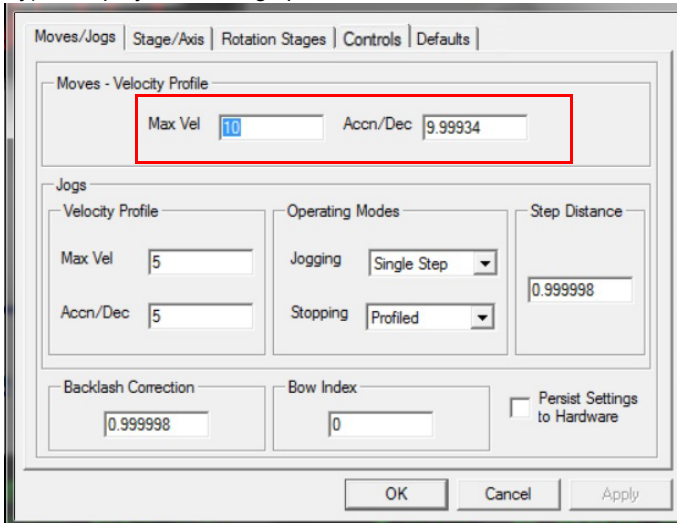 Moves/Jogs Stage/Axis Rotation Stages Controls Defaults
Moves - Velocity Profile
Max Vel 10 Accn/Dec 9.99934
Jogs
Velocity Profile Operating Modes Step Distance
Max Vel 5 Jogging Single Step
0.999998
Accn/Dec 5 Stopping Profiled
Backlash Correction Bow Index Persist Settings
to Hardware
0.999998 0
OK Cancel Apply